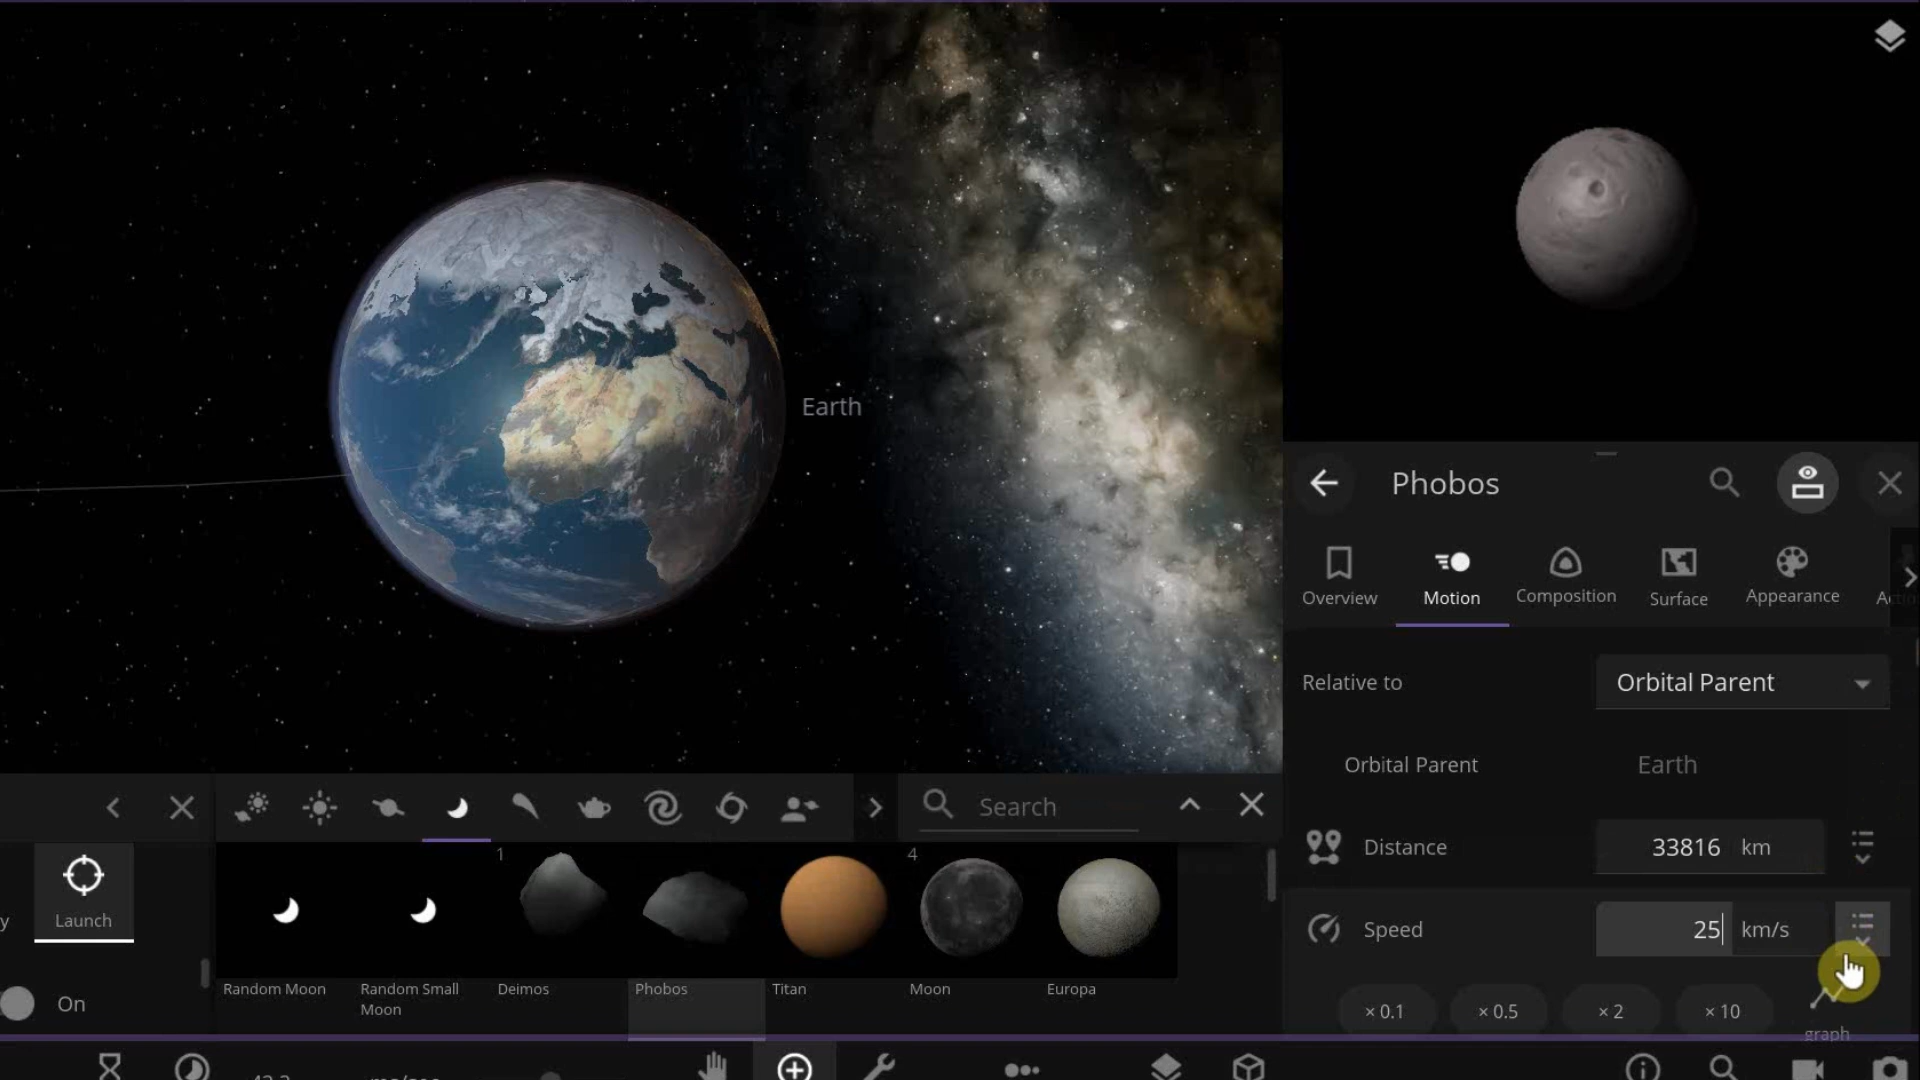 Earth
Phobos
Overview
Motion
Composition
Surface
Appearance
Relative to
Orbital Parent
Orbital Parent
Earth
Distance
33816 km
Speed
25 km/s
× 0.1
× 0.5
× 2
× 10
graph
Search
Launch
On
1
4
Random Moon
Random Small
Moon
Deimos
Phobos
Titan
Moon
Europa